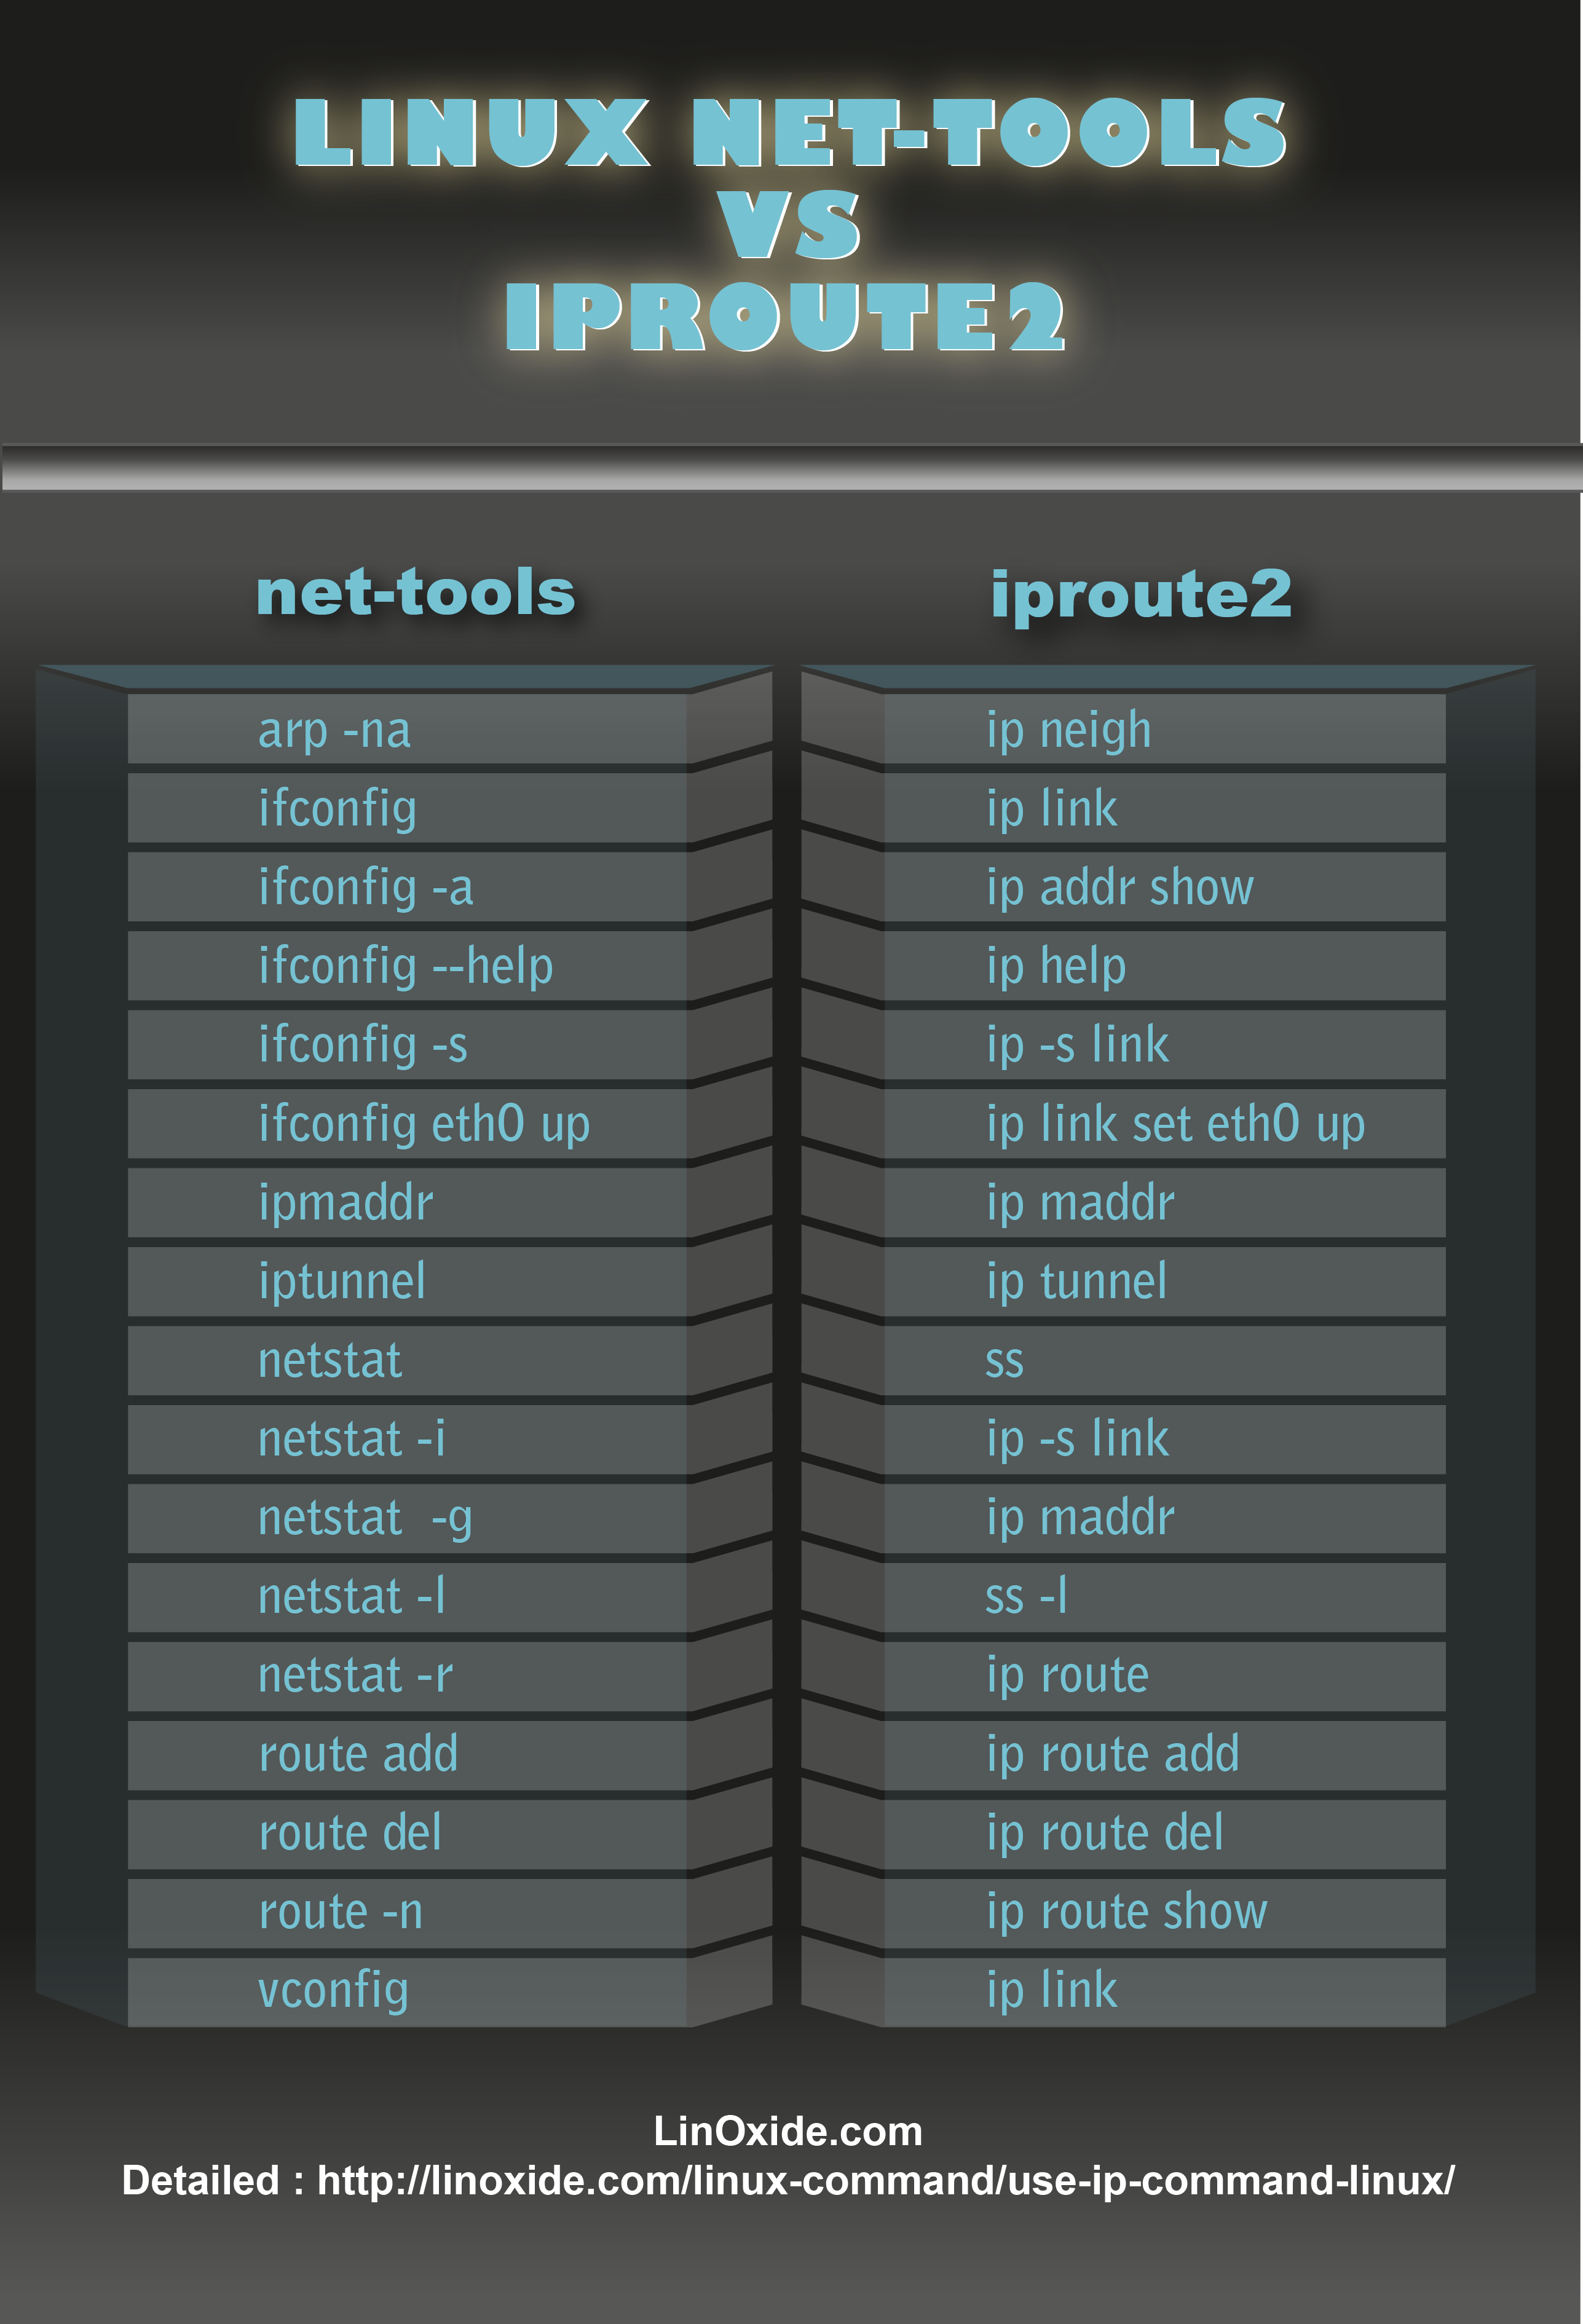 LINUX NET-TOOLS
VS
IPROUTE2
net-tools iproute2
arp -na ip neigh
ifconfig ip link
ifconfig -a ip addr show
ifconfig --help ip help
ifconfig -s ip -s link
ifconfig eth0 up ip link set eth0 up
ipmaddr ip maddr
iptunnel ip tunnel
netstat ss
netstat -i ip -s link
netstat  -g ip maddr
netstat -l ss -l
netstat -r ip route
route add ip route add
route del ip route del
route -n ip route show
vconfig ip link
LinOxide.com
Detailed : http://linoxide.com/linux-command/use-ip-command-linux/